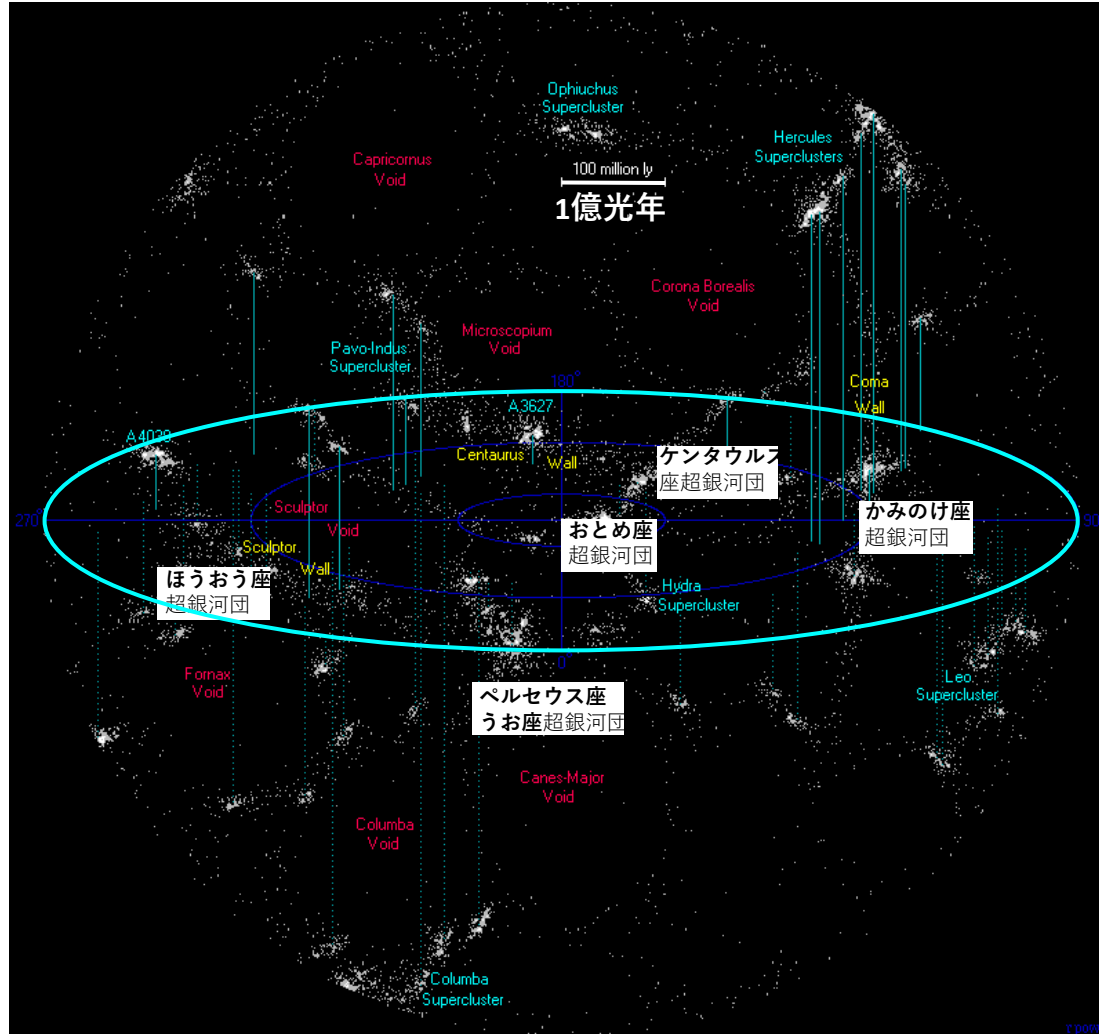 Ophiuchus
Supercluster
Hercules
Superclusters
Capricornus
Void
100 million ly
1億光年
Corona Borealis
Void
Microscopium
Void
Pavo-Indus
Supercluster
180°
Coma
Wall
A3627
A4038
Centaurus
Wall
ケンタウルス
座超銀河団
Sculptor
Void
270°
90°
おとめ座
超銀河団
かみのけ座
超銀河団
Sculptor
Wall
ほうおう座
超銀河団
Hydra
Supercluster
0°
Fornax
Void
Leo
Supercluster
ペルセウス座
うお座超銀河団
Canes-Major
Void
Columba
Void
Columba
Supercluster